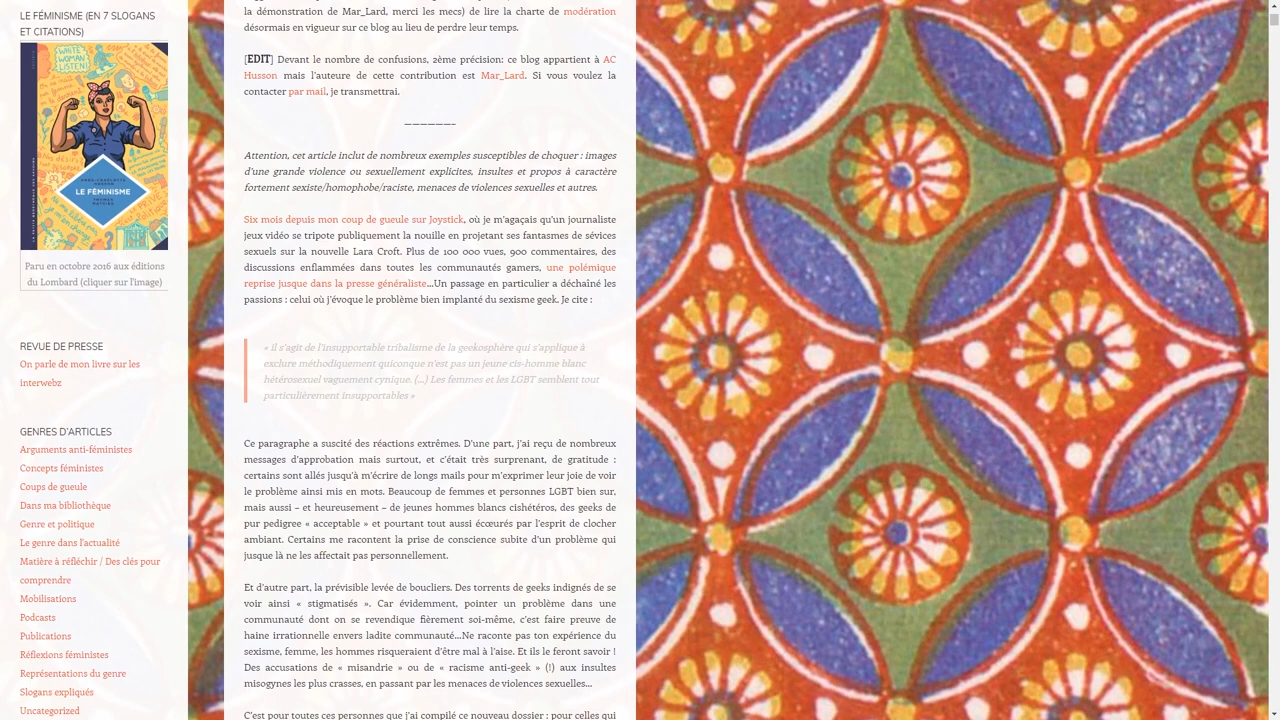 LE FÉMINISME (EN 7 SLOGANS
ET CITATIONS)
WHITE
WOMAN
LISTEN!
LE FÉMINISME
Paru en octobre 2016 aux éditions
du Lombard (cliquer sur l'image)
REVUE DE PRESSE
On parle de mon livre sur les
interwebz
GENRES D'ARTICLES
Arguments anti-féministes
Concepts féministes
Coups de gueule
Dans ma bibliothèque
Genre et politique
Le genre dans l'actualité
Matière à réfléchir / Des clés pour
comprendre
Mobilisations
Podcasts
Publications
Réflexions féministes
Représentations du genre
Slogans expliqués
Uncategorized
la démonstration de Mar_Lard, merci les mecs) de lire la charte de modération
désormais en vigueur sur ce blog au lieu de perdre leur temps.
[EDIT] Devant le nombre de confusions, 2ème précision: ce blog appartient à AC
Husson mais l'auteure de cette contribution est Mar_Lard. Si vous voulez la
contacter par mail, je transmettrai.
——————–
Attention, cet article inclut de nombreux exemples susceptibles de choquer : images
d'une grande violence ou sexuellement explicites, insultes et propos à caractère
fortement sexiste/homophobe/raciste, menaces de violences sexuelles et autres.
Six mois depuis mon coup de gueule sur Joystick, où je m'agaçais qu'un journaliste
jeux vidéo se tripote publiquement la nouille en projetant ses fantasmes de sévices
sexuels sur la nouvelle Lara Croft. Plus de 100 000 vues, 900 commentaires, des
discussions enflammées dans toutes les communautés gamers, une polémique
reprise jusque dans la presse généraliste…Un passage en particulier a déchaîné les
passions : celui où j'évoque le problème bien implanté du sexisme geek. Je cite :
« il s'agit de l'insupportable tribalisme de la geekosphère qui s'applique à
exclure méthodiquement quiconque n'est pas un jeune cis-homme blanc
hétérosexuel vaguement cynique. (…) Les femmes et les LGBT semblent tout
particulièrement insupportables »
Ce paragraphe a suscité des réactions extrêmes. D'une part, j'ai reçu de nombreux
messages d'approbation mais surtout, et c'était très surprenant, de gratitude :
certains sont allés jusqu'à m'écrire de longs mails pour m'exprimer leur joie de voir
le problème ainsi mis en mots. Beaucoup de femmes et personnes LGBT bien sur,
mais aussi – et heureusement – de jeunes hommes blancs cishétéros, des geeks de
pur pedigree « acceptable » et pourtant tout aussi écœurés par l'esprit de clocher
ambiant. Certains me racontent la prise de conscience subite d'un problème qui
jusque là ne les affectait pas personnellement.
Et d'autre part, la prévisible levée de boucliers. Des torrents de geeks indignés de se
voir ainsi « stigmatisés ». Car évidemment, pointer un problème dans une
communauté dont on se revendique fièrement soi-même, c'est faire preuve de
haine irrationnelle envers ladite communauté…Ne raconte pas ton expérience du
sexisme, femme, les hommes risqueraient d'être mal à l'aise. Et ils le feront savoir !
Des accusations de « misandrie » ou de « racisme anti-geek » (!) aux insultes
misogynes les plus crasses, en passant par les menaces de violences sexuelles…
C'est pour toutes ces personnes que j'ai compilé ce nouveau dossier : pour celles qui